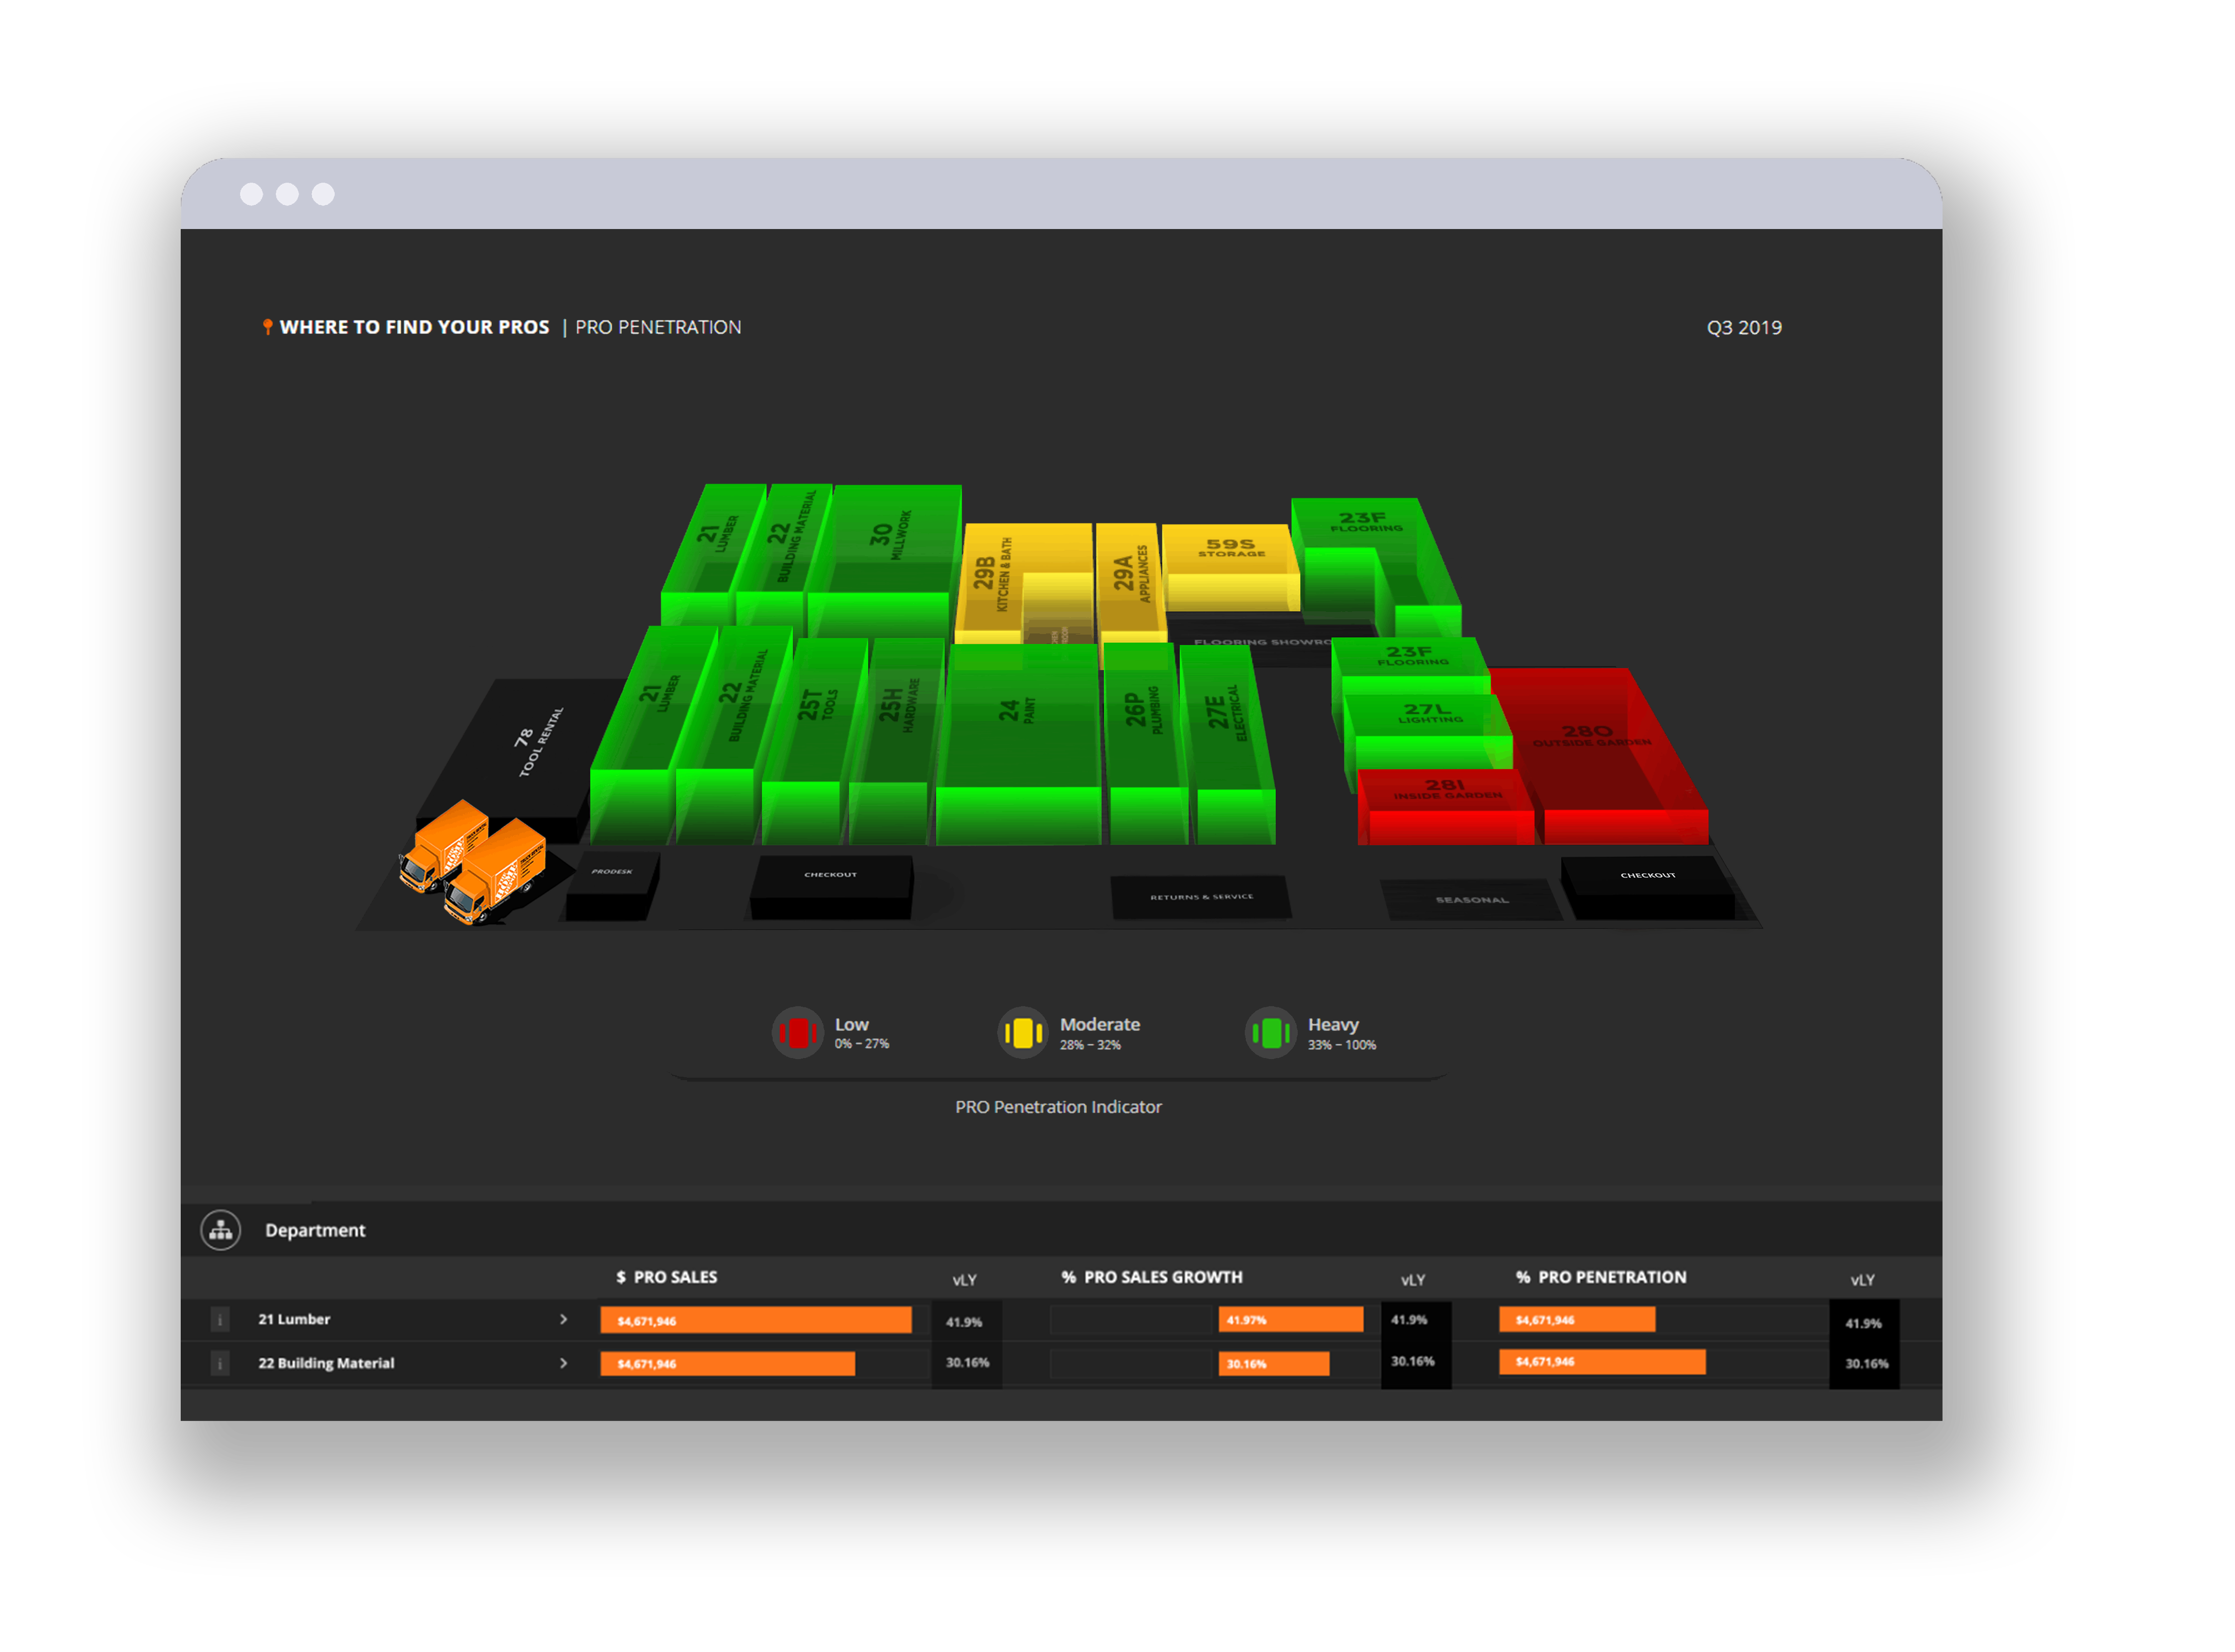 WHERE TO FIND YOUR PROS | PRO PENETRATION
Q3 2019
21
LUMBER
22
BUILDING MATERIAL
30
MILLWORK
29B
KITCHEN & BATH
29A
APPLIANCES
59S
STORAGE
23F
FLOORING
FLOORING SHOWRO
21
LUMBER
22
BUILDING MATERIAL
25T
TOOLS
25H
HARDWARE
24
PAINT
26P
PLUMBING
27E
ELECTRICAL
23F
FLOORING
27L
LIGHTING
28I
INSIDE GARDEN
28O
OUTSIDE GARDEN
78
TOOL RENTAL
PRODESK
CHECKOUT
RETURNS & SERVICE
SEASONAL
CHECKOUT
Low
0% – 27%
Moderate
28% – 32%
Heavy
33% – 100%
PRO Penetration Indicator
Department
$ PRO SALES vLY % PRO SALES GROWTH vLY % PRO PENETRATION vLY
i 21 Lumber > $4,671,946 41.9% 41.97% 41.9% $4,671,946 41.9%
i 22 Building Material > $4,671,946 30.16% 30.16% 30.16% $4,671,946 30.16%